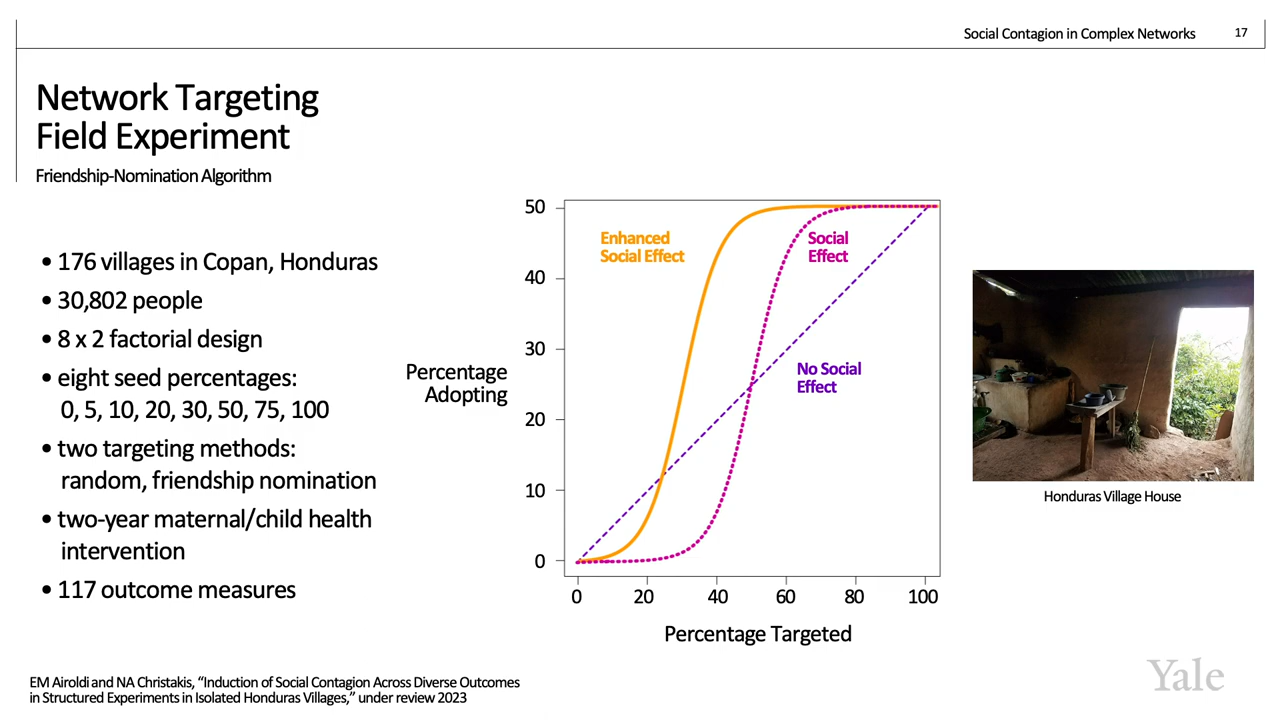 Social Contagion in Complex Networks 17
Network Targeting
Field Experiment
Friendship-Nomination Algorithm
• 176 villages in Copan, Honduras
• 30,802 people
• 8 x 2 factorial design
• eight seed percentages:
0, 5, 10, 20, 30, 50, 75, 100
• two targeting methods:
random, friendship nomination
• two-year maternal/child health
intervention
• 117 outcome measures
Percentage
Adopting
50
40
30
20
10
0
Enhanced
Social Effect
Social
Effect
No Social
Effect
0 20 40 60 80 100
Percentage Targeted
Honduras Village House
EM Airoldi and NA Christakis, “Induction of Social Contagion Across Diverse Outcomes
in Structured Experiments in Isolated Honduras Villages,” under review 2023
Yale